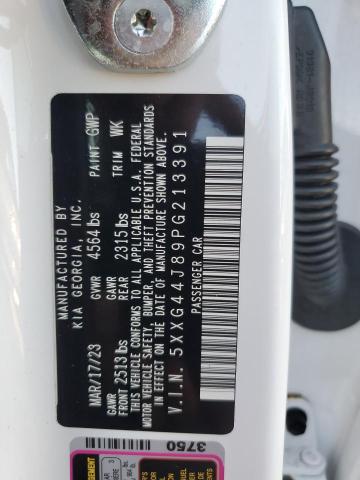 MANUFACTURED BY
KIA GEORGIA, INC.
MAR/17/23 GVWR 4564 lbs PAINT GWP
GAWR FRONT 2513 lbs GAWR REAR 2315 lbs TRIM WK
THIS VEHICLE CONFORMS TO ALL APPLICABLE U.S.A. FEDERAL
MOTOR VEHICLE SAFETY, BUMPER, AND THEFT PREVENTION STANDARDS
IN EFFECT ON THE DATE OF MANUFACTURE SHOWN ABOVE.
V.I.N. 5XXG44J89PG213391
PASSENGER CAR
3750